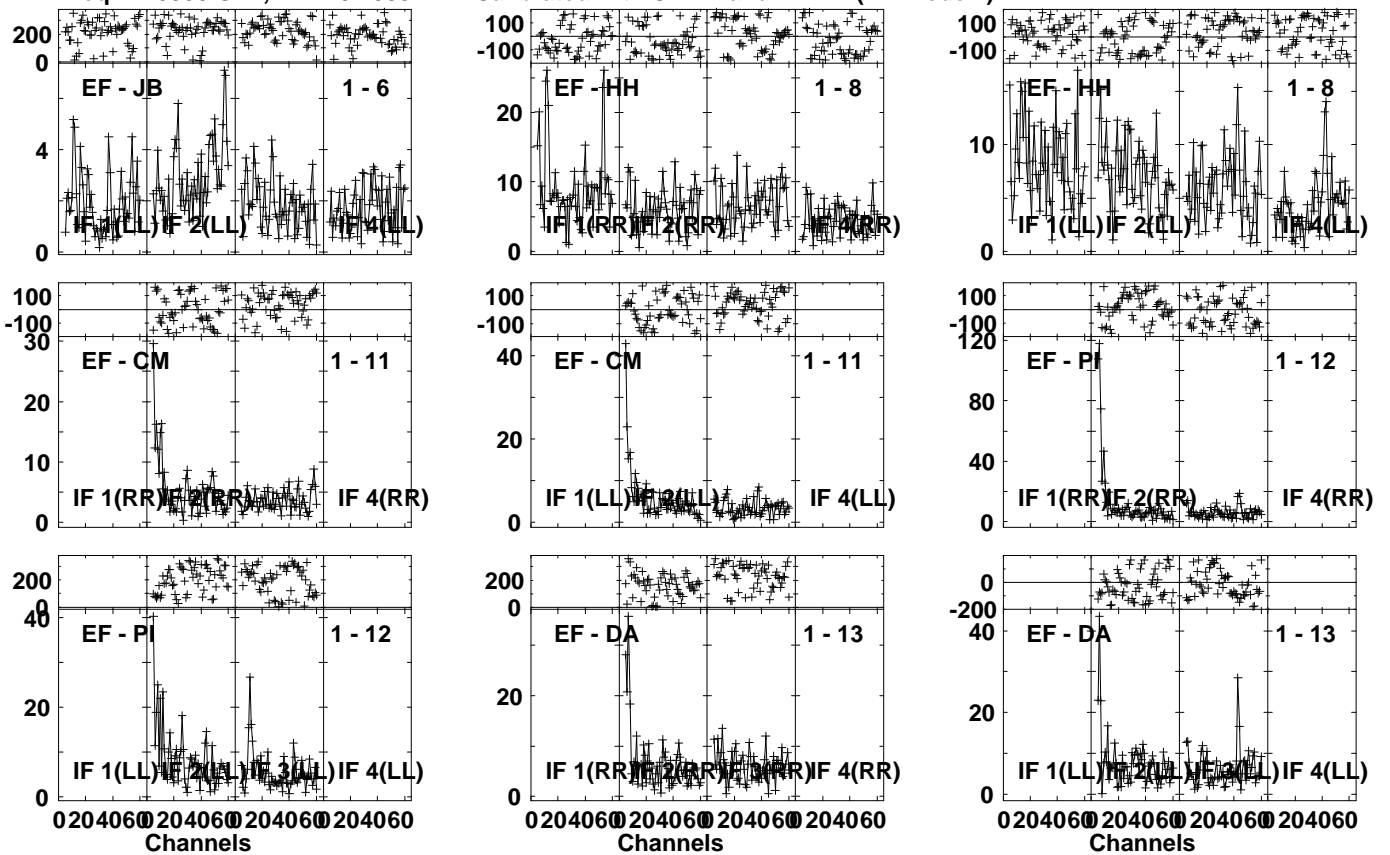 200
0
EF - JB
1 - 6
4
0
IF 1(LL)
IF 2(LL)
IF 4(LL)
100
-100
EF - HH
1 - 8
20
10
0
IF 1(RR)
IF 2(RR)
IF 4(RR)
100
-100
EF - HH
1 - 8
10
0
IF 1(LL)
IF 2(LL)
IF 4(LL)
100
-100
30
EF - CM
1 - 11
20
10
0
IF 1(RR)
IF 2(RR)
IF 4(RR)
100
-100
40
EF - CM
1 - 11
20
0
IF 1(LL)
IF 2(LL)
IF 4(LL)
100
-100
120
EF - PI
1 - 12
80
40
0
IF 1(RR)
IF 2(RR)
IF 4(RR)
200
0
40
EF - PI
1 - 12
20
0
IF 1(LL)
IF 2(LL)
IF 3(LL)
IF 4(LL)
0 20 40 60 0 20 40 60 0 20 40 60 0 20 40 60
Channels
200
0
EF - DA
1 - 13
20
0
IF 1(RR)
IF 2(RR)
IF 3(RR)
IF 4(RR)
0 20 40 60 0 20 40 60 0 20 40 60 0 20 40 60
Channels
0
-200
40
EF - DA
1 - 13
20
0
IF 1(LL)
IF 2(LL)
IF 3(LL)
IF 4(LL)
0 20 40 60 0 20 40 60 0 20 40 60 0 20 40 60
Channels